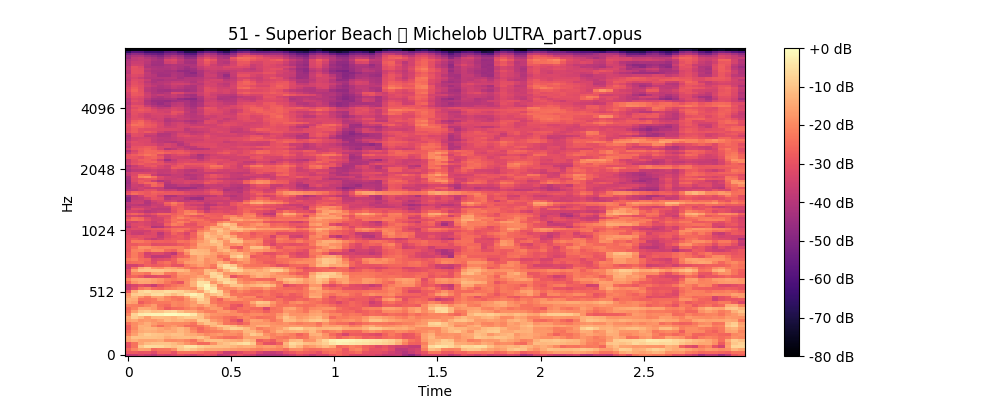 51 - Superior Beach  Michelob ULTRA_part7.opus
+0 dB
-10 dB
-20 dB
-30 dB
-40 dB
-50 dB
-60 dB
-70 dB
-80 dB
4096
2048
1024
512
0
Hz
0 0.5 1 1.5 2 2.5
Time